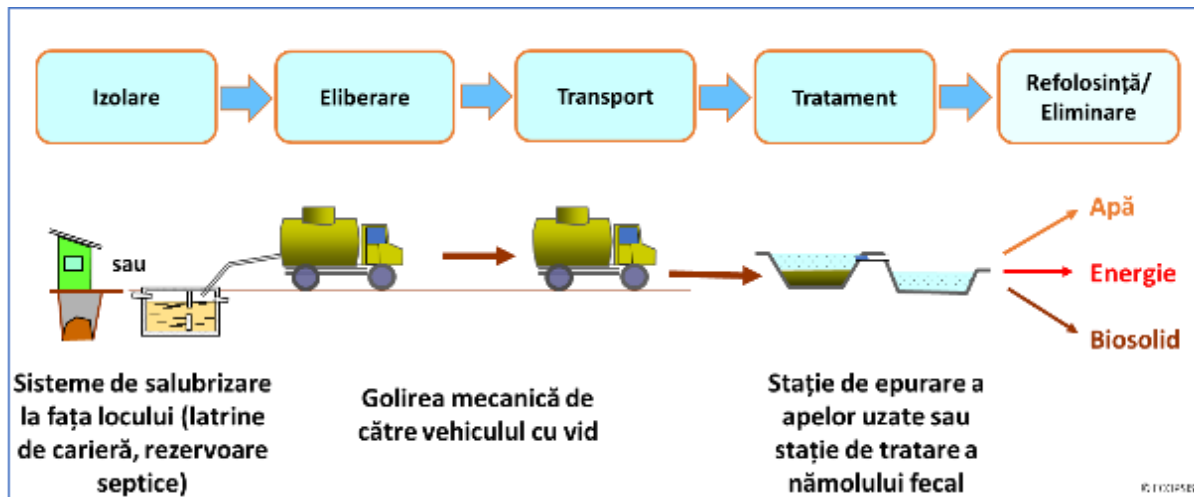 Izolare
Eliberare
Transport
Tratament
Refolosință/
Eliminare
sau
Apă
Energie
Biosolid
Sisteme de salubrizare
la fața locului (latrine
de carieră, rezervoare
septice)
Golirea mecanică de
către vehiculul cu vid
Stație de epurare a
apelor uzate sau
stație de tratare a
nămolului fecal